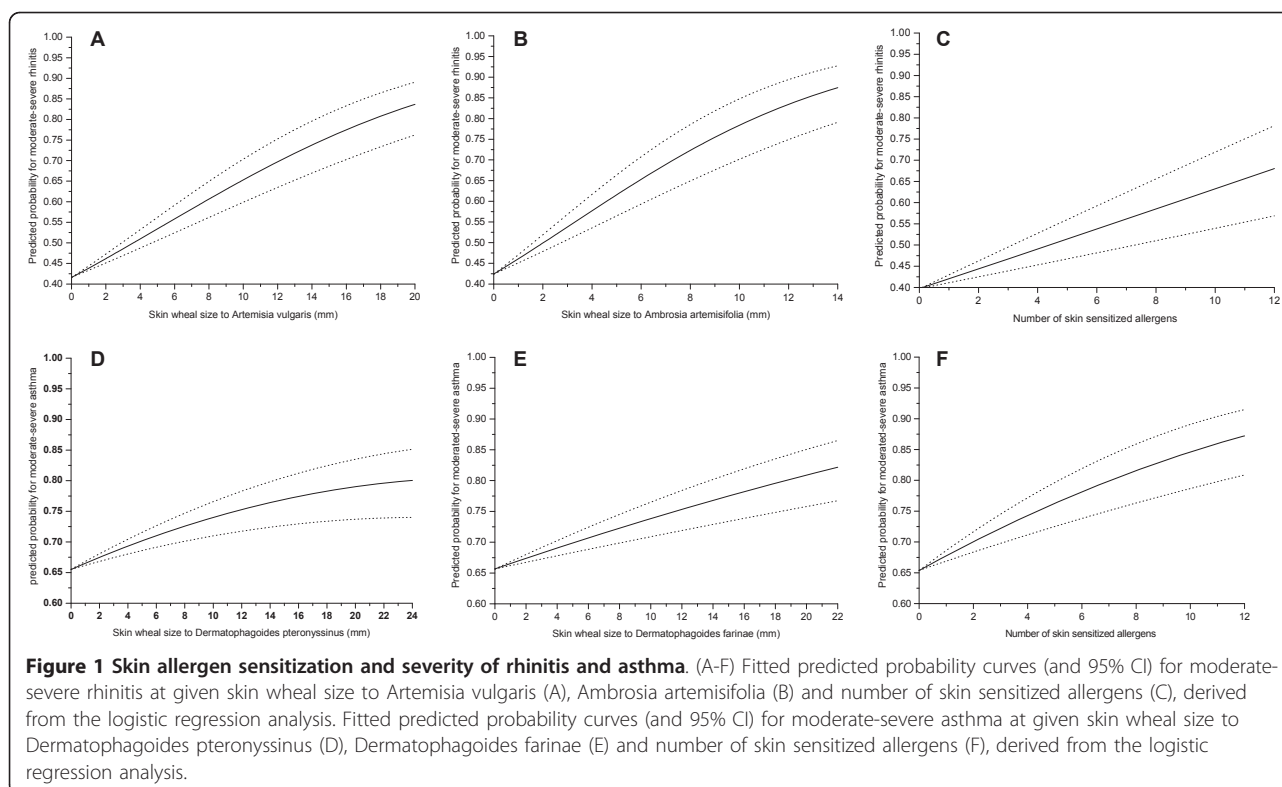 A
Predicted probability for moderate-severe rhinitis
1.00
0.95
0.90
0.85
0.80
0.75
0.70
0.65
0.60
0.55
0.50
0.45
0.40
0 2 4 6 8 10 12 14 16 18 20
Skin wheal size to Artemisia vulgaris (mm)
B
Predicted probability for moderate-severe rhinitis
1.00
0.95
0.90
0.85
0.80
0.75
0.70
0.65
0.60
0.55
0.50
0.45
0.40
0 2 4 6 8 10 12 14
Skin wheal size to Ambrosia artemisifolia (mm)
C
Predicted probability for moderate-severe rhinitis
1.00
0.95
0.90
0.85
0.80
0.75
0.70
0.65
0.60
0.55
0.50
0.45
0.40
0 2 4 6 8 10 12
Number of skin sensitized allergens
D
predicted probability for moderate-severe asthma
1.00
0.95
0.90
0.85
0.80
0.75
0.70
0.65
0.60
0 2 4 6 8 10 12 14 16 18 20 22 24
Skin wheal size to Dermatophagoides pteronyssinus (mm)
E
Predicted probability for moderated-severe asthma
1.00
0.95
0.90
0.85
0.80
0.75
0.70
0.65
0.60
0 2 4 6 8 10 12 14 16 18 20 22
Skin wheal size to Dermatophagoides farinae (mm)
F
Predicted probability for moderated-severe asthma
1.00
0.95
0.90
0.85
0.80
0.75
0.70
0.65
0.60
0 2 4 6 8 10 12
Number of skin sensitized allergens
Figure 1 Skin allergen sensitization and severity of rhinitis and asthma. (A-F) Fitted predicted probability curves (and 95% CI) for moderate-
severe rhinitis at given skin wheal size to Artemisia vulgaris (A), Ambrosia artemisifolia (B) and number of skin sensitized allergens (C), derived
from the logistic regression analysis. Fitted predicted probability curves (and 95% CI) for moderate-severe asthma at given skin wheal size to
Dermatophagoides pteronyssinus (D), Dermatophagoides farinae (E) and number of skin sensitized allergens (F), derived from the logistic
regression analysis.